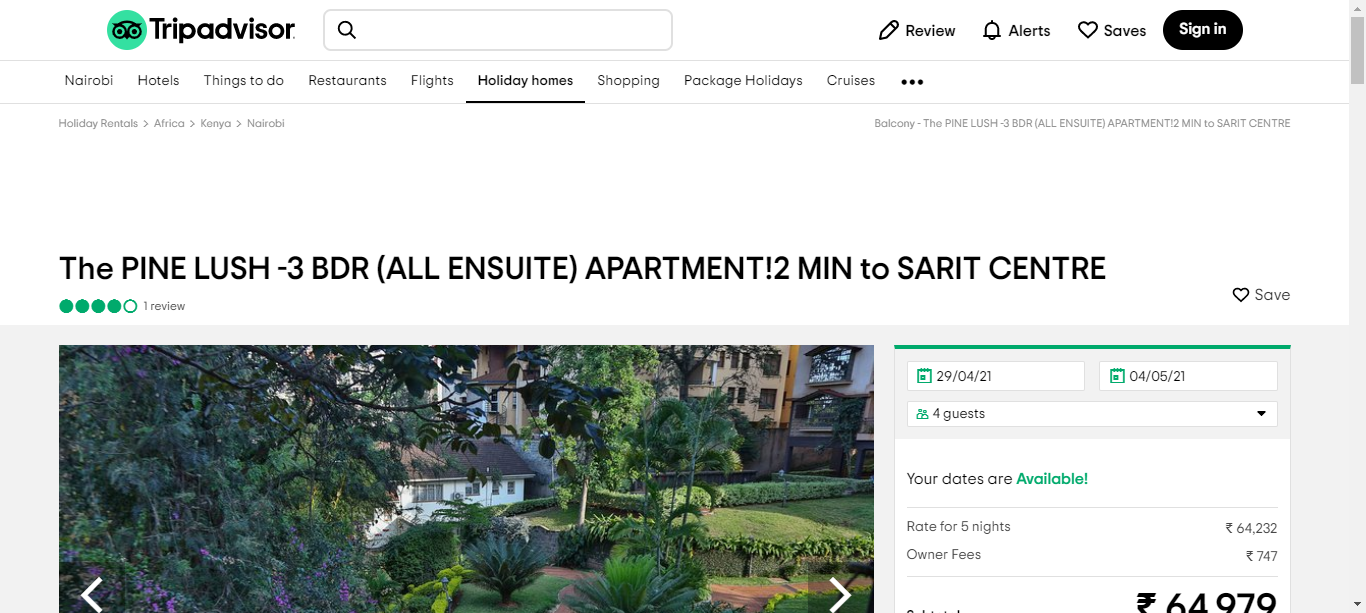 Tripadvisor
Review
Alerts
Saves
Sign in
Nairobi
Hotels
Things to do
Restaurants
Flights
Holiday homes
Shopping
Package Holidays
Cruises
Holiday Rentals > Africa > Kenya > Nairobi
Balcony - The PINE LUSH -3 BDR (ALL ENSUITE) APARTMENT!2 MIN to SARIT CENTRE
The PINE LUSH -3 BDR (ALL ENSUITE) APARTMENT!2 MIN to SARIT CENTRE
1 review
Save
29/04/21
04/05/21
4 guests
Your dates are Available!
Rate for 5 nights
₹ 64,232
Owner Fees
₹ 747
₹ 64,979